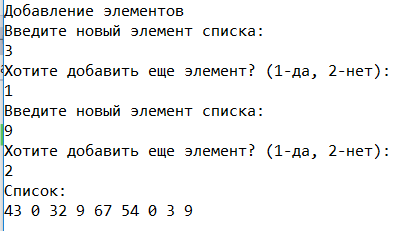 Добавление элементов
Введите новый элемент списка:
3
Хотите добавить еще элемент? (1-да, 2-нет):
1
Введите новый элемент списка:
9
Хотите добавить еще элемент? (1-да, 2-нет):
2
Список:
43 0 32 9 67 54 0 3 9